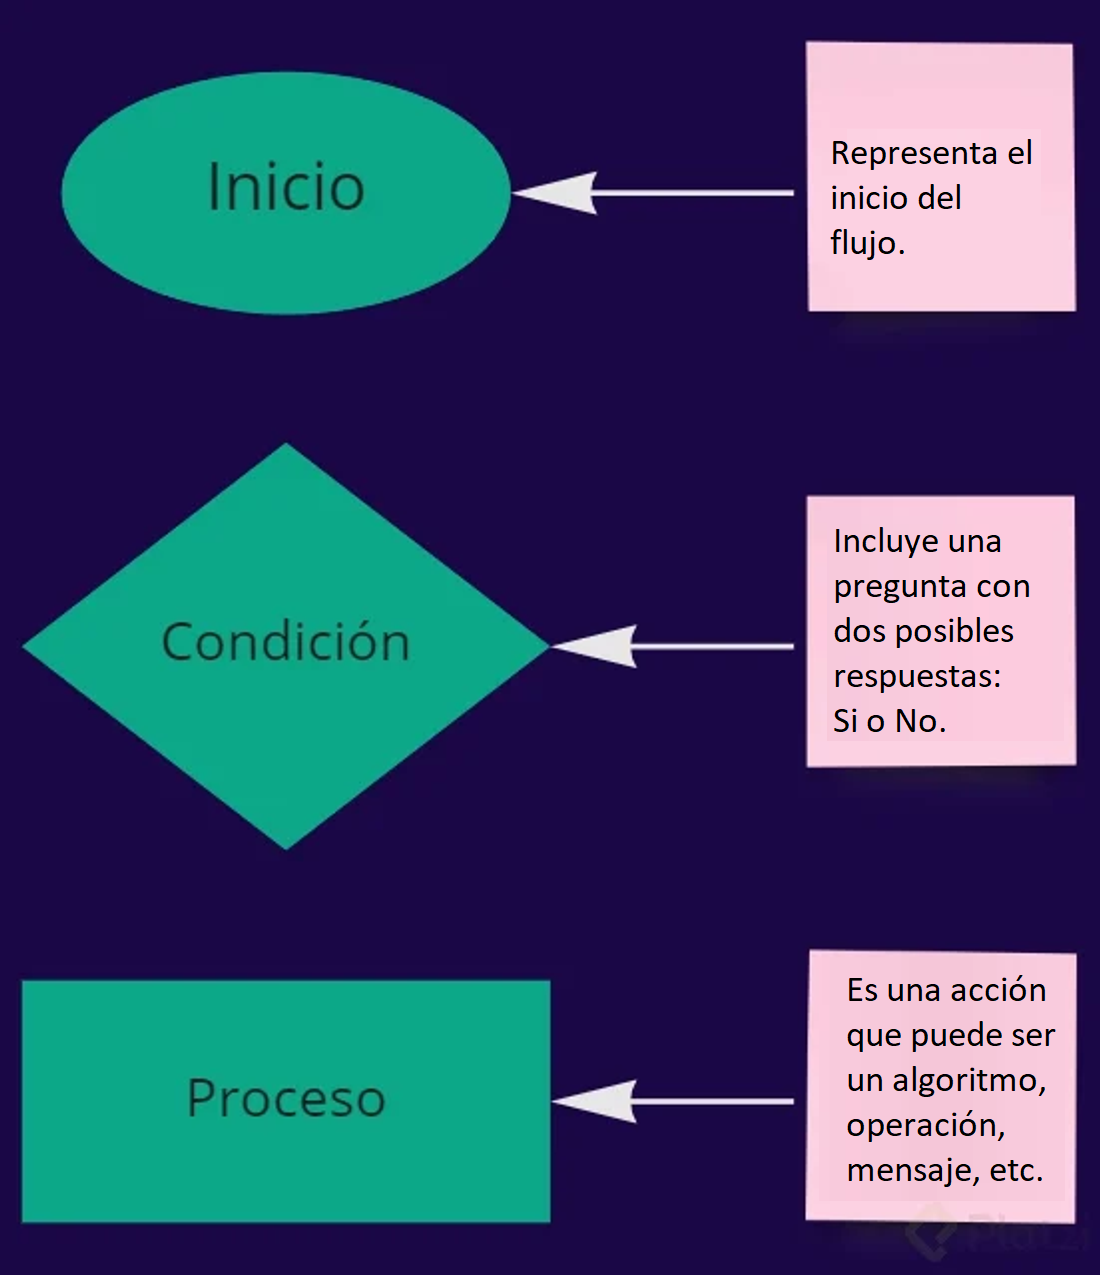 Inicio
Representa el
inicio del
flujo.
Condición
Incluye una
pregunta con
dos posibles
respuestas:
Si o No.
Proceso
Es una acción
que puede ser
un algoritmo,
operación,
mensaje, etc.
Platzi